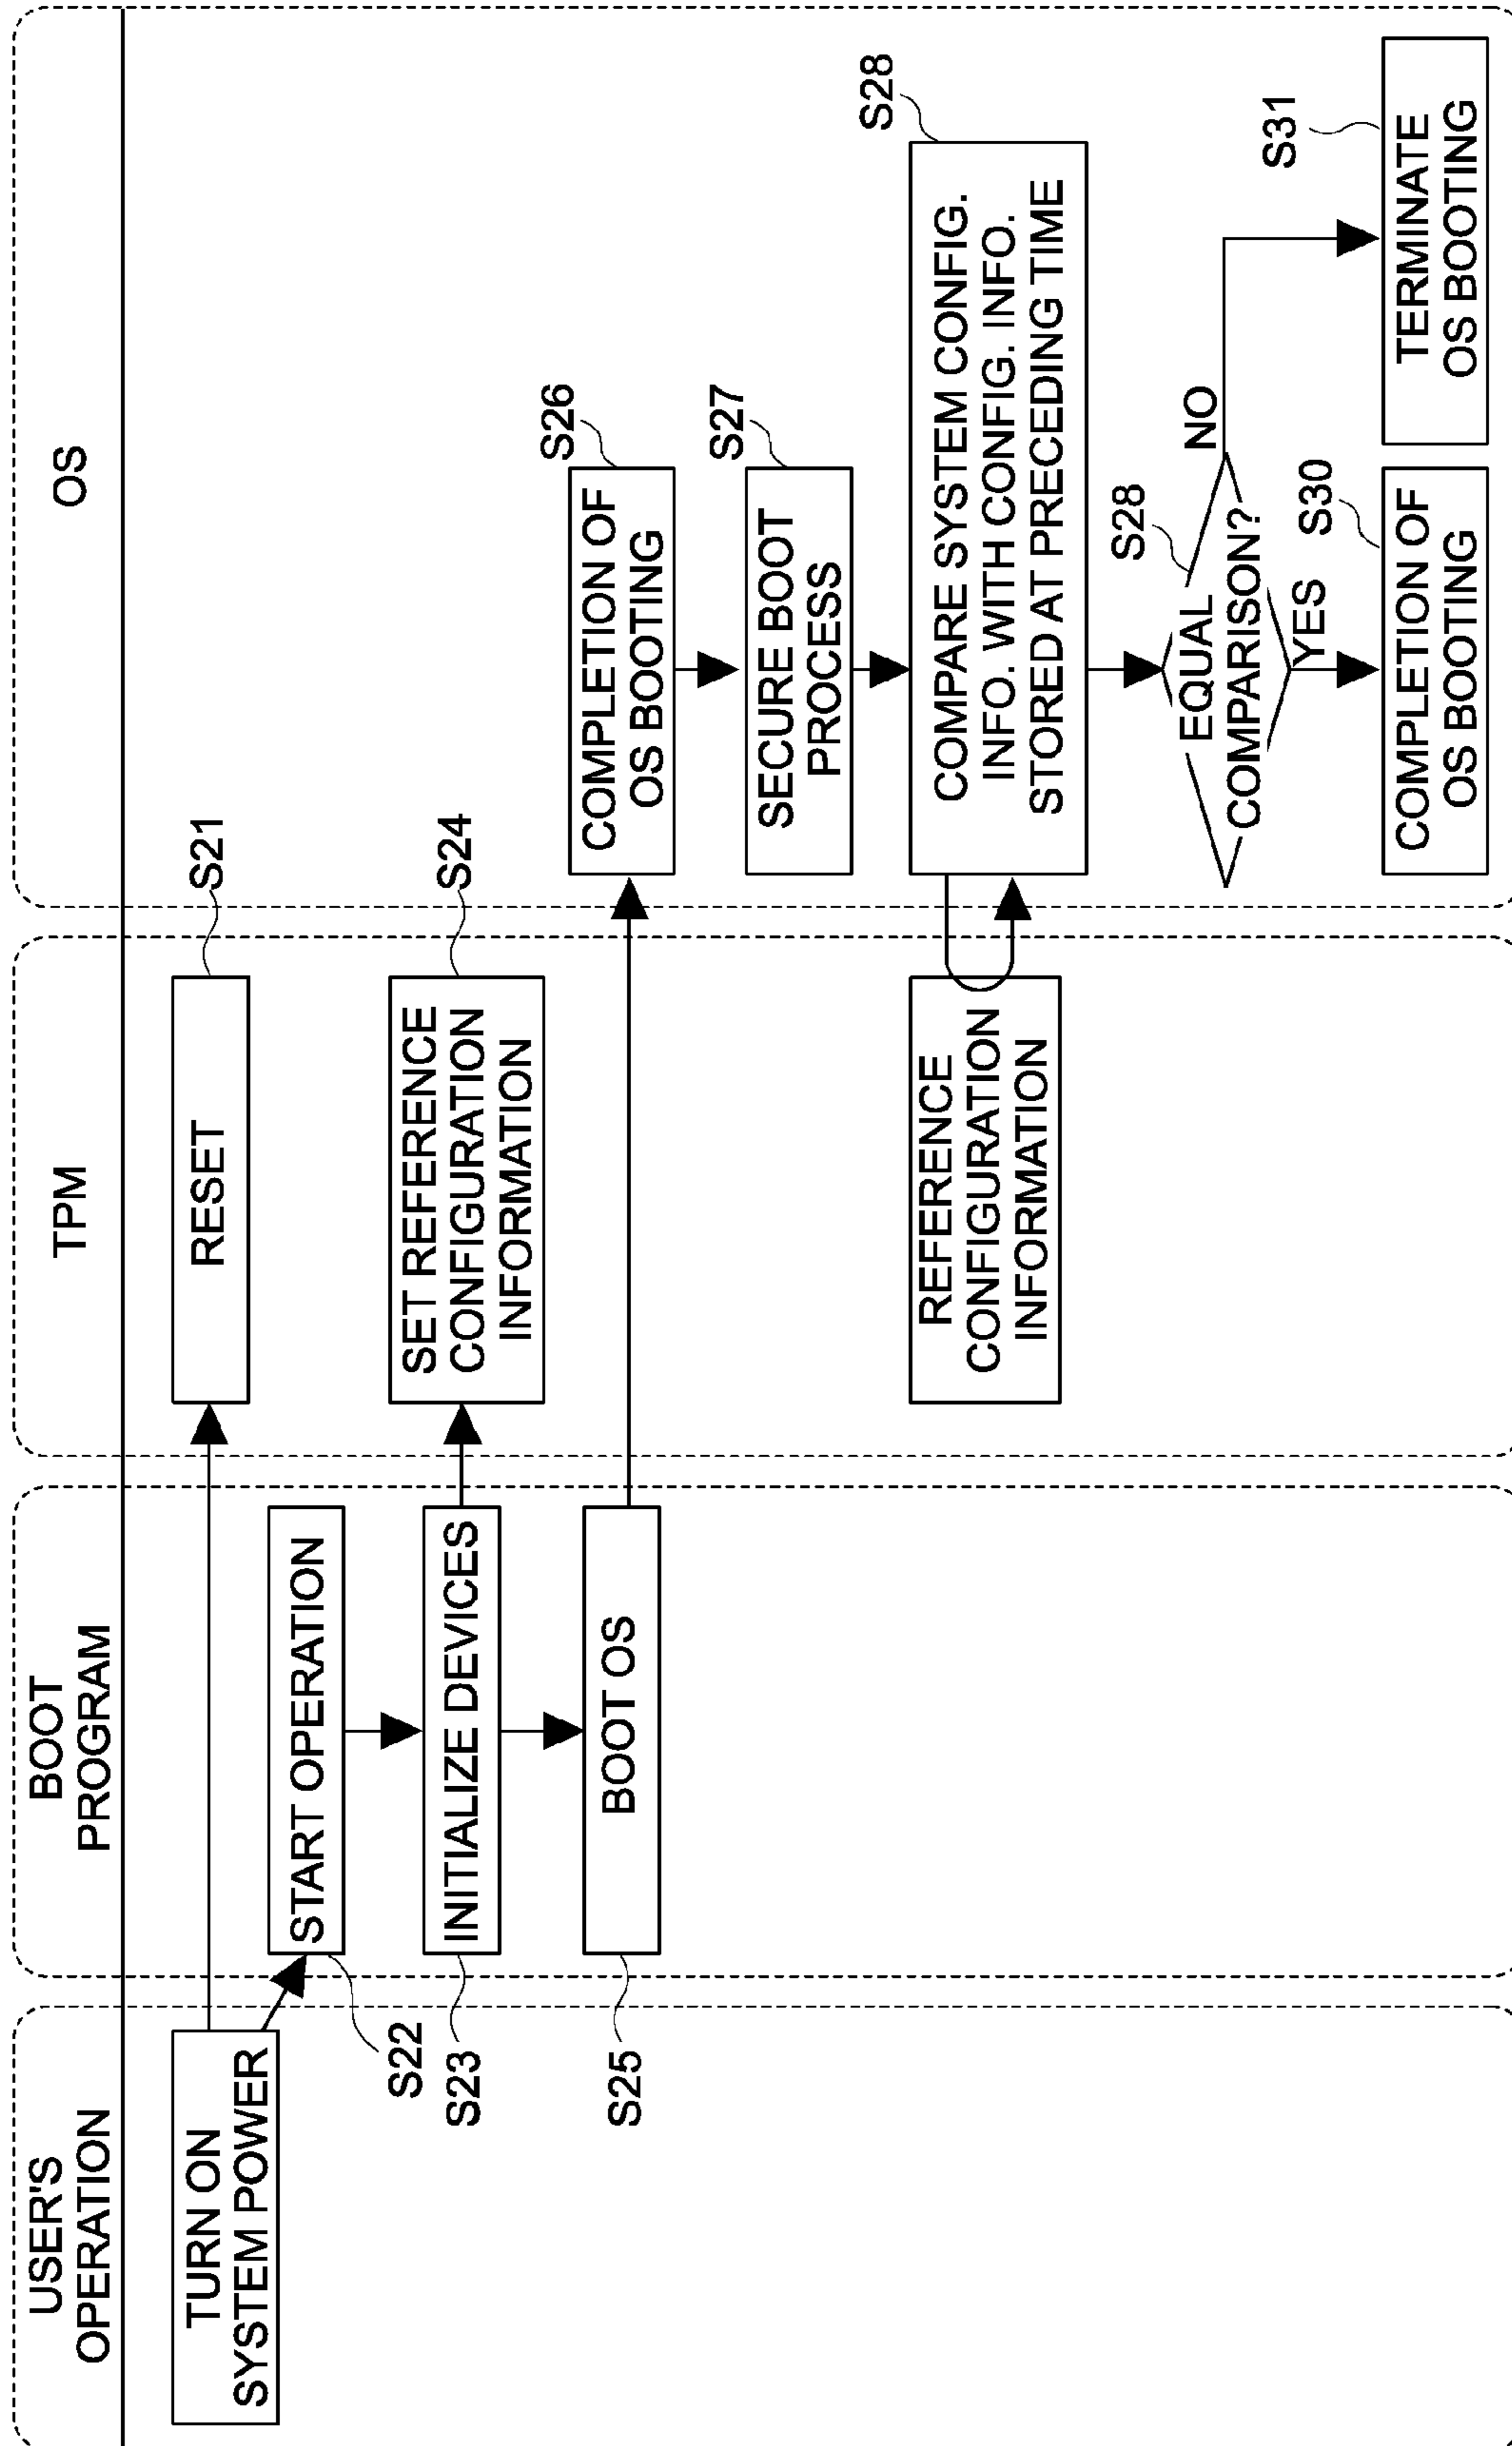 USER'S
OPERATION
BOOT
PROGRAM
TPM
OS
TURN ON
SYSTEM POWER
RESET
S21
START OPERATION
S22
INITIALIZE DEVICES
S23
SET REFERENCE
CONFIGURATION
INFORMATION
S24
BOOT OS
S25
COMPLETION OF
OS BOOTING
S26
SECURE BOOT
PROCESS
S27
REFERENCE
CONFIGURATION
INFORMATION
COMPARE SYSTEM CONFIG.
INFO. WITH CONFIG. INFO.
STORED AT PRECEDING TIME
S28
EQUAL
COMPARISON?
S28
NO
YES
COMPLETION OF
OS BOOTING
S30
TERMINATE
OS BOOTING
S31